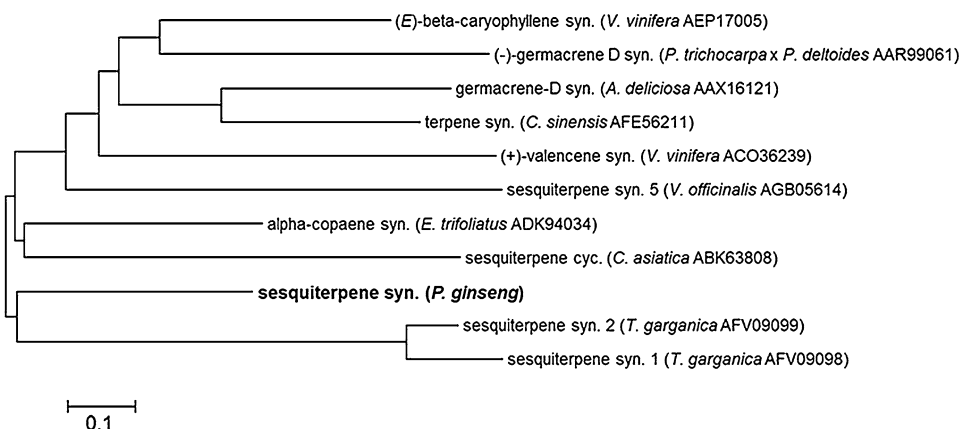 (E)-beta-caryophyllene syn. (V. vinifera AEP17005)
(-)-germacrene D syn. (P. trichocarpa x P. deltoides AAR99061)
germacrene-D syn. (A. deliciosa AAX16121)
terpene syn. (C. sinensis AFE56211)
(+)-valencene syn. (V. vinifera ACO36239)
sesquiterpene syn. 5 (V. officinalis AGB05614)
alpha-copaene syn. (E. trifoliatus ADK94034)
sesquiterpene cyc. (C. asiatica ABK63808)
sesquiterpene syn. (P. ginseng)
sesquiterpene syn. 2 (T. garganica AFV09099)
sesquiterpene syn. 1 (T. garganica AFV09098)
0.1